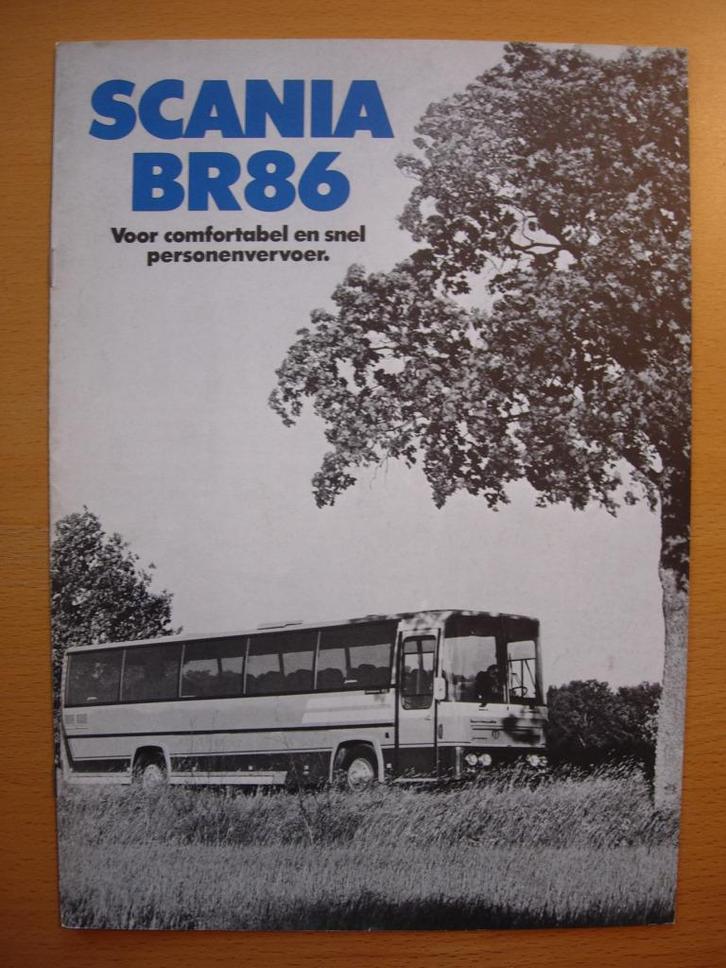 SCANIA
BR86
Voor comfortabel en snel
personenvervoer.